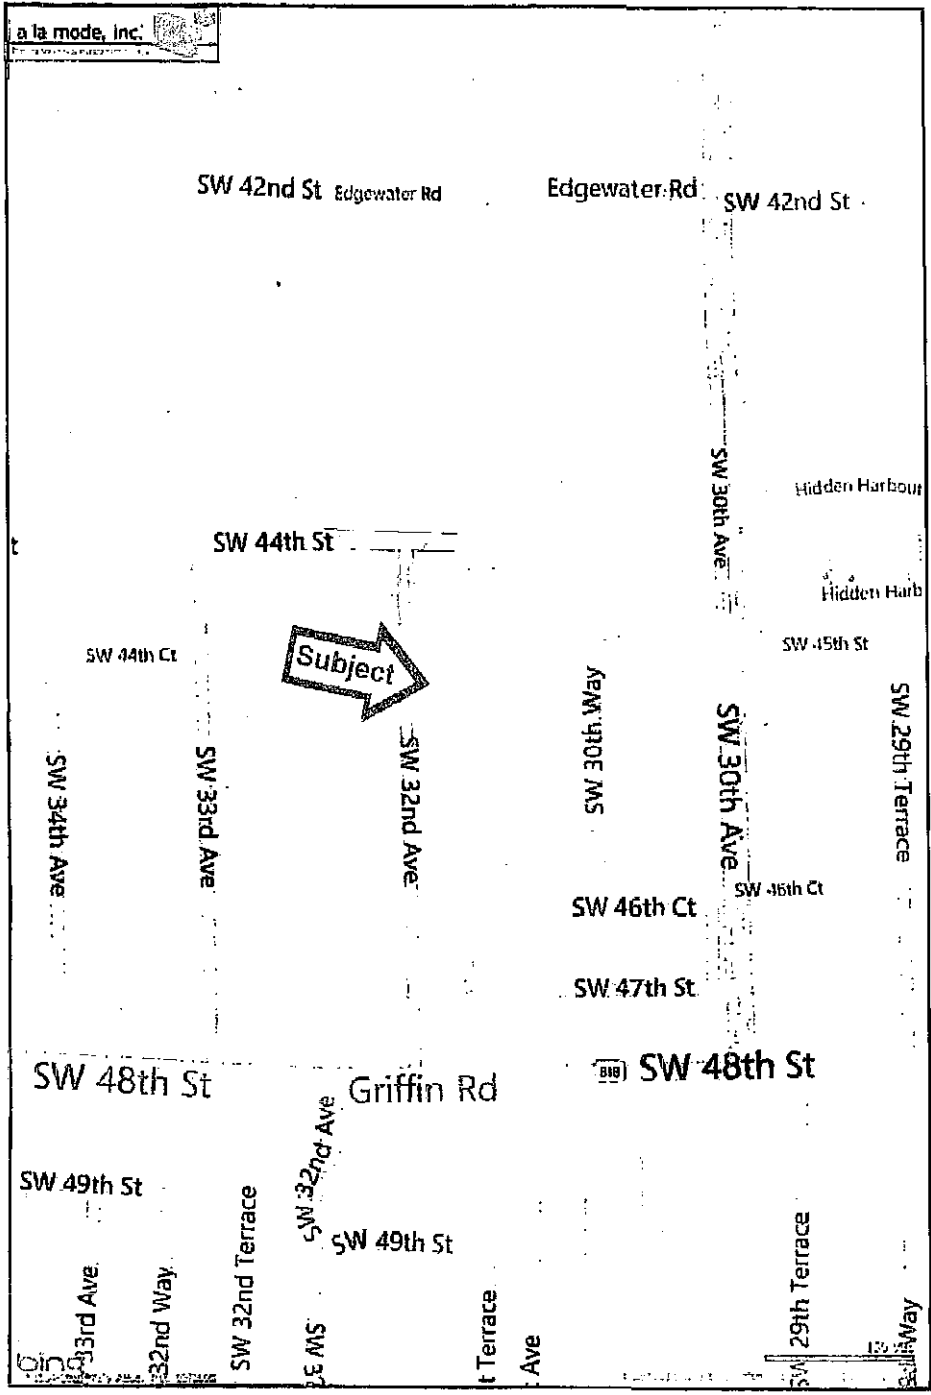 a la mode, inc.
SW 42nd St Edgewater Rd
Edgewater Rd
SW 42nd St
SW 30th Ave
Hidden Harbour
SW 44th St
t
Hidden Harb
SW 44th Ct
Subject
SW 45th St
SW 34th Ave
SW 33rd Ave
SW 32nd Ave
SW 30th Way
SW 30th Ave
SW 29th Terrace
SW 46th Ct
SW 46th Ct
SW 47th St
SW 48th St
Griffin Rd
818
SW 48th St
SW 49th St
SW 32nd Ave
SW 49th St
33rd Ave
32nd Way
SW 32nd Terrace
SW 3
t Terrace
Ave
SW 29th Terrace
Way
bing